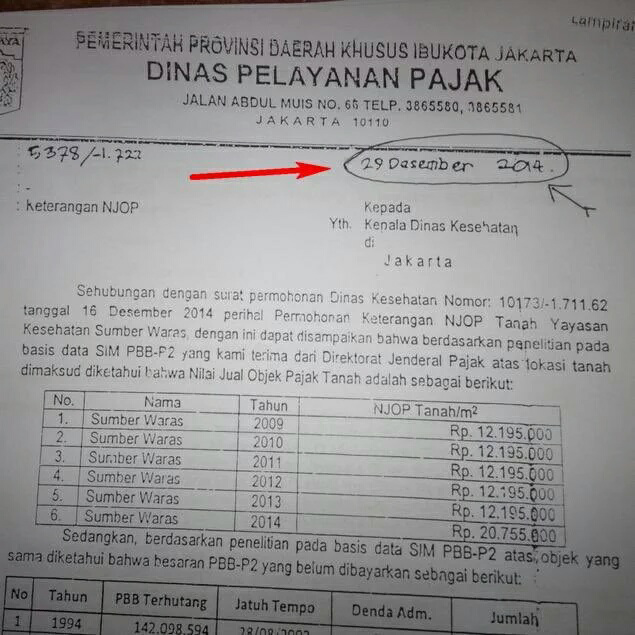 Lampiran
JAYA
PEMERINTAH PROVINSI DAERAH KHUSUS IBUKOTA JAKARTA
DINAS PELAYANAN PAJAK
JALAN ABDUL MUIS NO. 66 TELP. 3865580, 3865581
JAKARTA 10110
: 5378/-1.722
29 Desember 2014.
:
: -
: Keterangan NJOP
Kepada
Yth. Kepala Dinas Kesehatan
di
Jakarta
Sehubungan dengan surat permohonan Dinas Kesehatan Nomor: 10173/-1.711.62
tanggal 16 Desember 2014 perihal Permohonan Keterangan NJOP Tanah Yayasan
Kesehatan Sumber Waras, dengan ini dapat disampaikan bahwa berdasarkan penelitian pada
basis data SIM PBB-P2 yang kami terima dari Direktorat Jenderal Pajak atas lokasi tanah
dimaksud diketahui bahwa Nilai Jual Objek Pajak Tanah adalah sebagai berikut:
No. Nama Tahun NJOP Tanah/m²
1. Sumber Waras 2009 Rp. 12.195.000
2. Sumber Waras 2010 Rp. 12.195.000
3. Sumber Waras 2011 Rp. 12.195.000
4. Sumber Waras 2012 Rp. 12.195.000
5. Sumber Waras 2013 Rp. 12.195.000
6. Sumber Waras 2014 Rp. 20.755.000
Sedangkan, berdasarkan penelitian pada basis data SIM PBB-P2 atas objek yang
sama diketahui bahwa besaran PBB-P2 yang belum dibayarkan sebagai berikut:
No Tahun PBB Terhutang Jatuh Tempo Denda Adm. Jumlah
1 1994 142.098.594